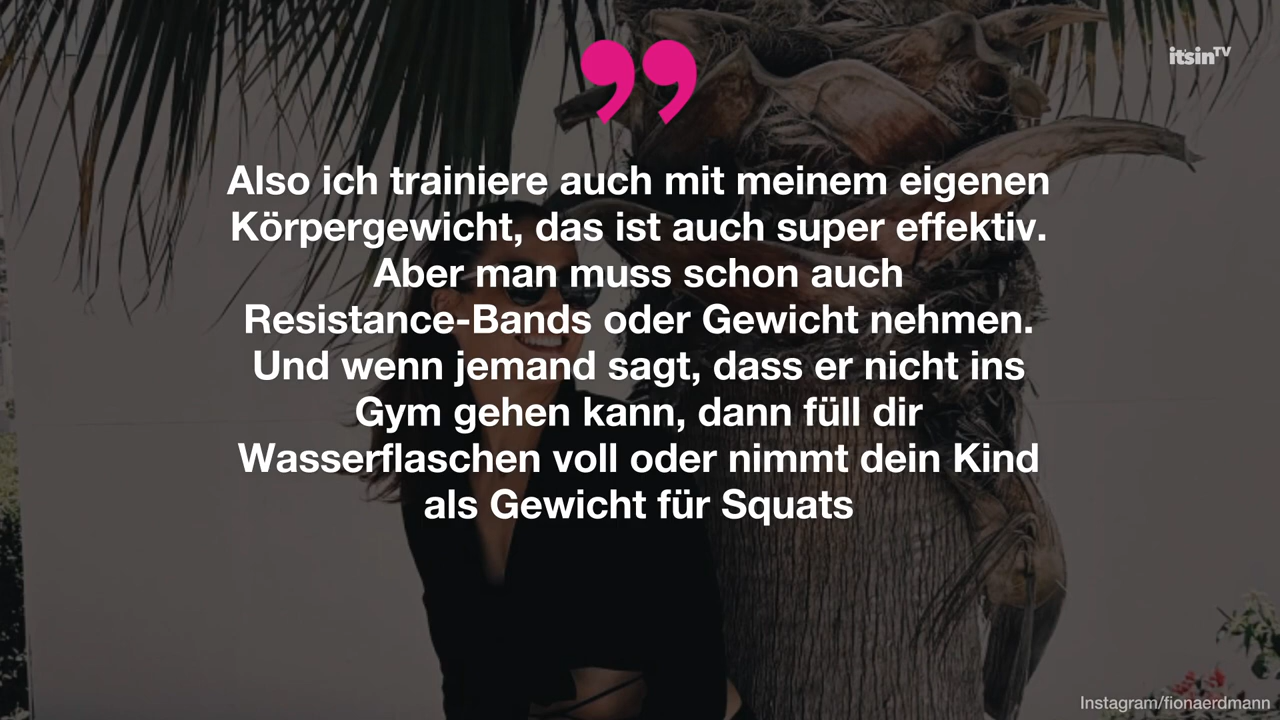 itsinTV
Also ich trainiere auch mit meinem eigenen
Körpergewicht, das ist auch super effektiv.
Aber man muss schon auch
Resistance-Bands oder Gewicht nehmen.
Und wenn jemand sagt, dass er nicht ins
Gym gehen kann, dann füll dir
Wasserflaschen voll oder nimmt dein Kind
als Gewicht für Squats
Instagram/fionaerdmann